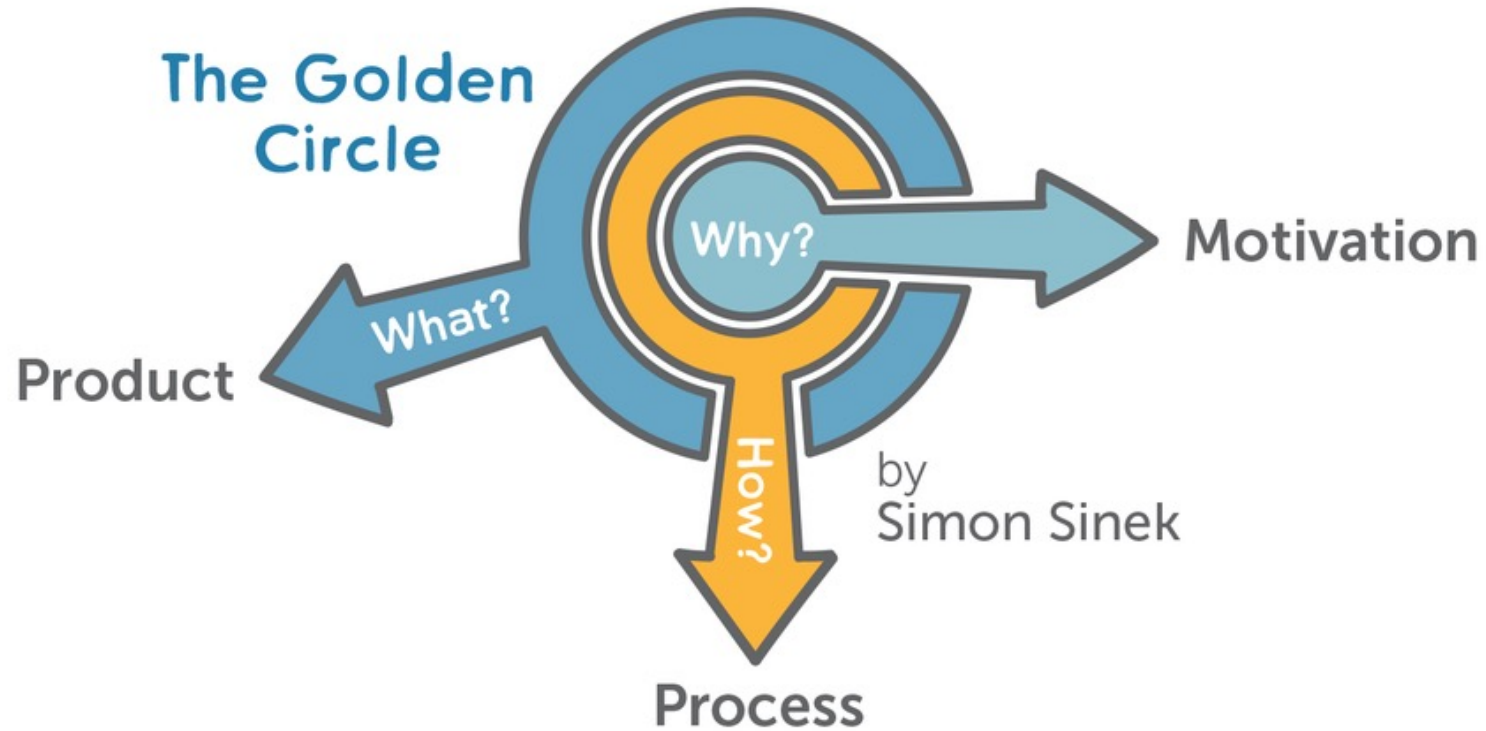 The Golden
Circle
Why?
Motivation
What?
Product
How?
by
Simon Sinek
Process